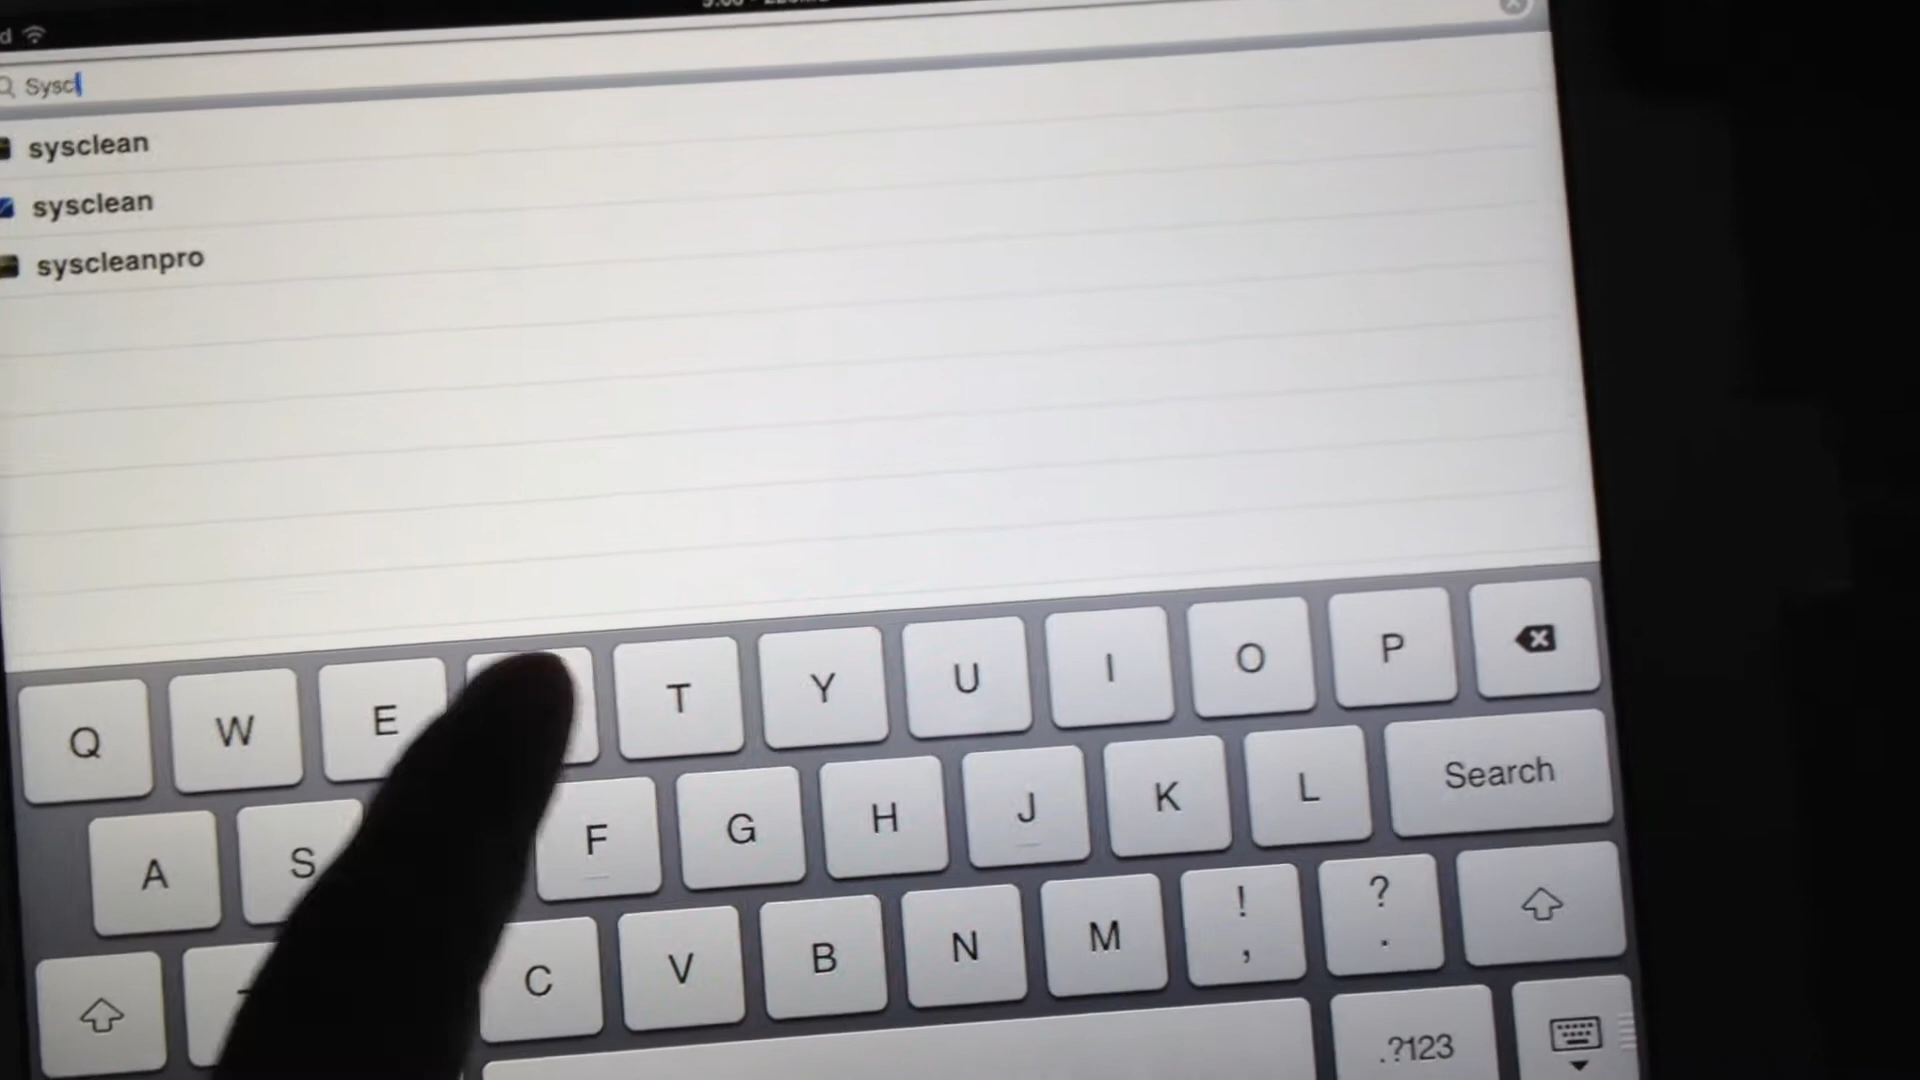 d
Sysc
sysclean
sysclean
syscleanpro
Q W E T Y U I O P
A S F G H J K L Search
C V B N M ! , ? .
.?123